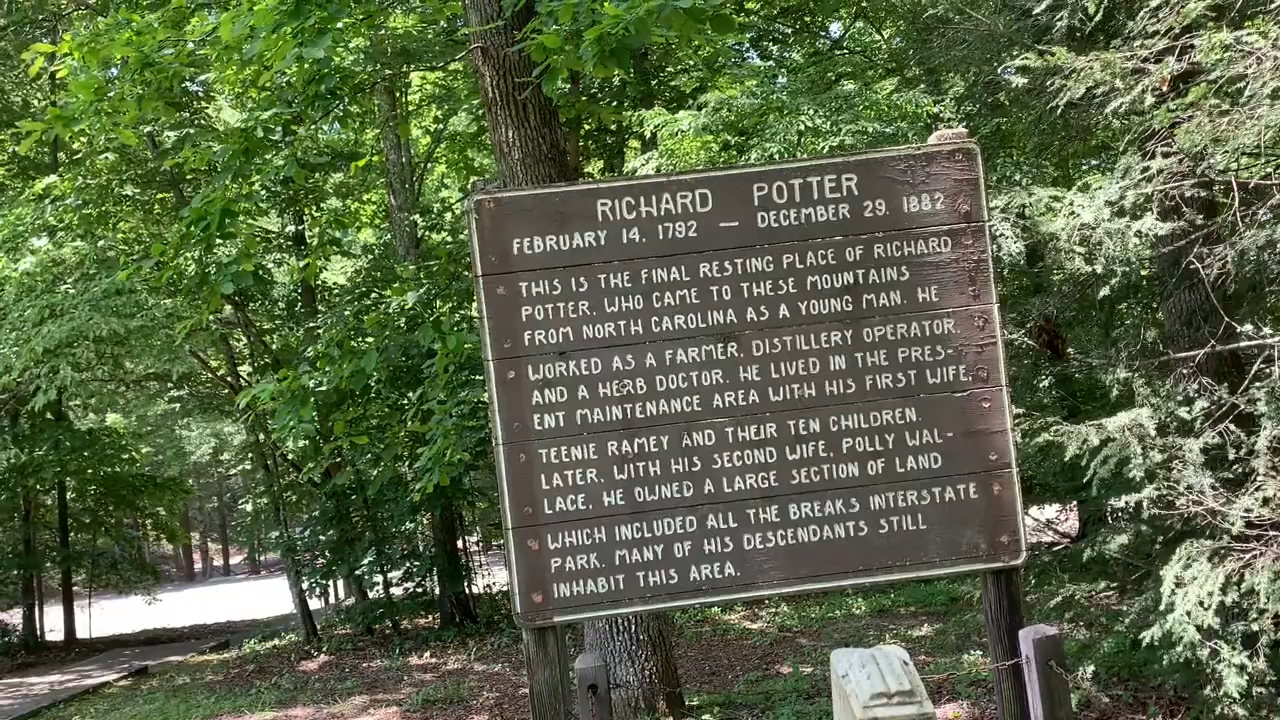 RICHARD POTTER
FEBRUARY 14, 1792 — DECEMBER 29, 1882
THIS IS THE FINAL RESTING PLACE OF RICHARD
POTTER, WHO CAME TO THESE MOUNTAINS
FROM NORTH CAROLINA AS A YOUNG MAN. HE
WORKED AS A FARMER, DISTILLERY OPERATOR,
AND A HERB DOCTOR. HE LIVED IN THE PRES-
ENT MAINTENANCE AREA WITH HIS FIRST WIFE,
TEENIE RAMEY AND THEIR TEN CHILDREN.
LATER, WITH HIS SECOND WIFE, POLLY WAL-
LACE, HE OWNED A LARGE SECTION OF LAND
WHICH INCLUDED ALL THE BREAKS INTERSTATE
PARK. MANY OF HIS DESCENDANTS STILL
INHABIT THIS AREA.